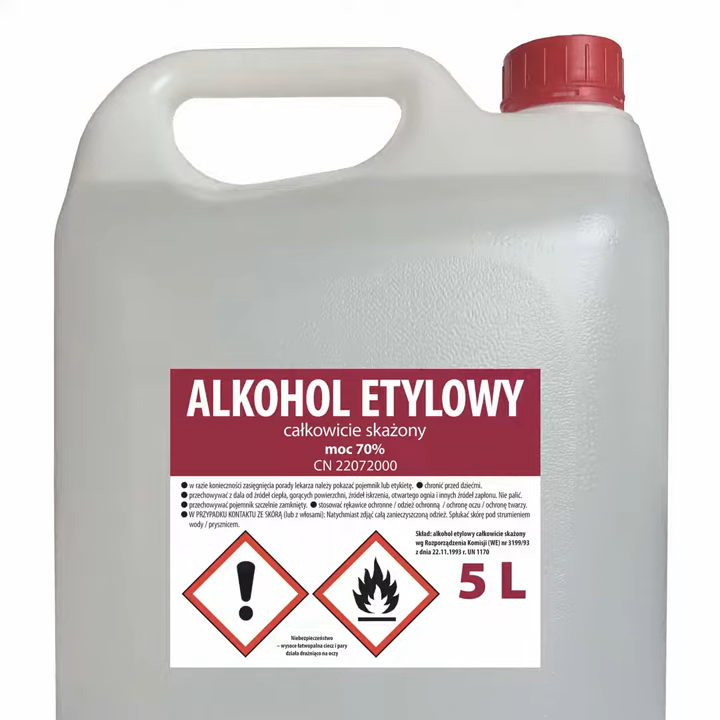 ALKOHOL ETYLOWY
całkowicie skażony
moc 70%
CN 22072000
● w razie konieczności zasięgnięcia porady lekarza należy pokazać pojemnik lub etykietę. ● chronić przed dziećmi.
● przechowywać z dala od źródeł ciepła, gorących powierzchni, źródeł iskrzenia, otwartego ognia i innych źródeł zapłonu. Nie palić.
● przechowywać pojemnik szczelnie zamknięty. ● stosować rękawice ochronne / odzież ochronną / ochronę oczu / ochronę twarzy.
● W PRZYPADKU KONTAKTU ZE SKÓRĄ (lub z włosami): Natychmiast zdjąć całą zanieczyszczoną odzież. Spłukać skórę pod strumieniem
wody / prysznicem.
Skład: alkohol etylowy całkowicie skażony
wg Rozporządzenia Komisji (WE) nr 3199/93
z dnia 22.11.1993 r. UN 1170
5 L
Niebezpieczeństwo
– wysoce łatwopalna ciecz i pary
działa drażniąco na oczy